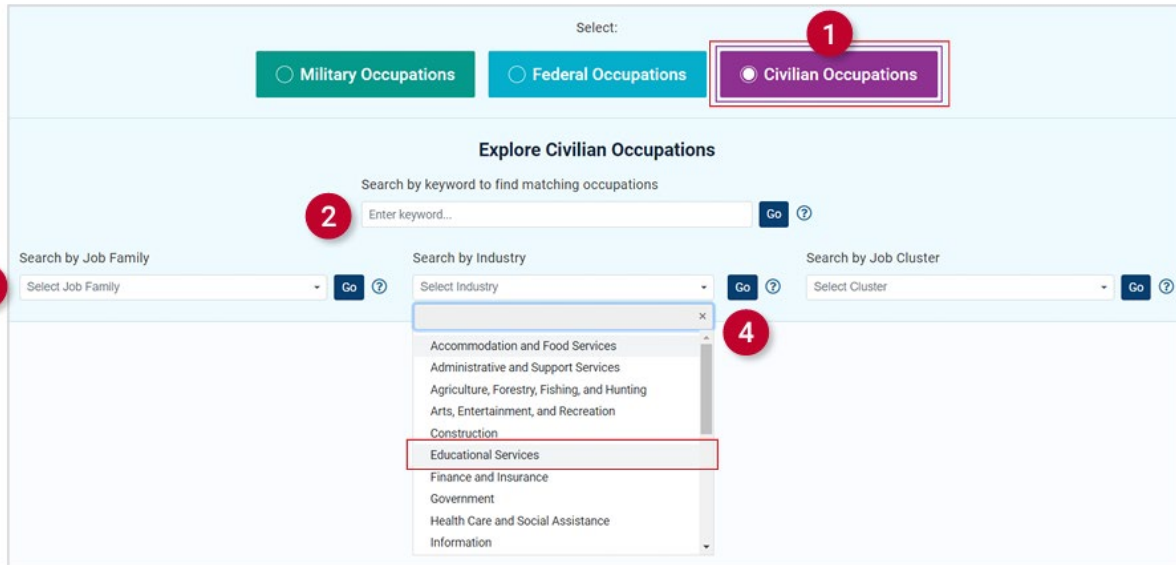 Select:
1
Military Occupations
Federal Occupations
Civilian Occupations
Explore Civilian Occupations
Search by keyword to find matching occupations
2
Enter keyword...
Go
?
Search by Job Family
Search by Industry
Search by Job Cluster
Select Job Family
Go
?
Select Industry
Go
?
Select Cluster
Go
?
×
4
Accommodation and Food Services
Administrative and Support Services
Agriculture, Forestry, Fishing, and Hunting
Arts, Entertainment, and Recreation
Construction
Educational Services
Finance and Insurance
Government
Health Care and Social Assistance
Information